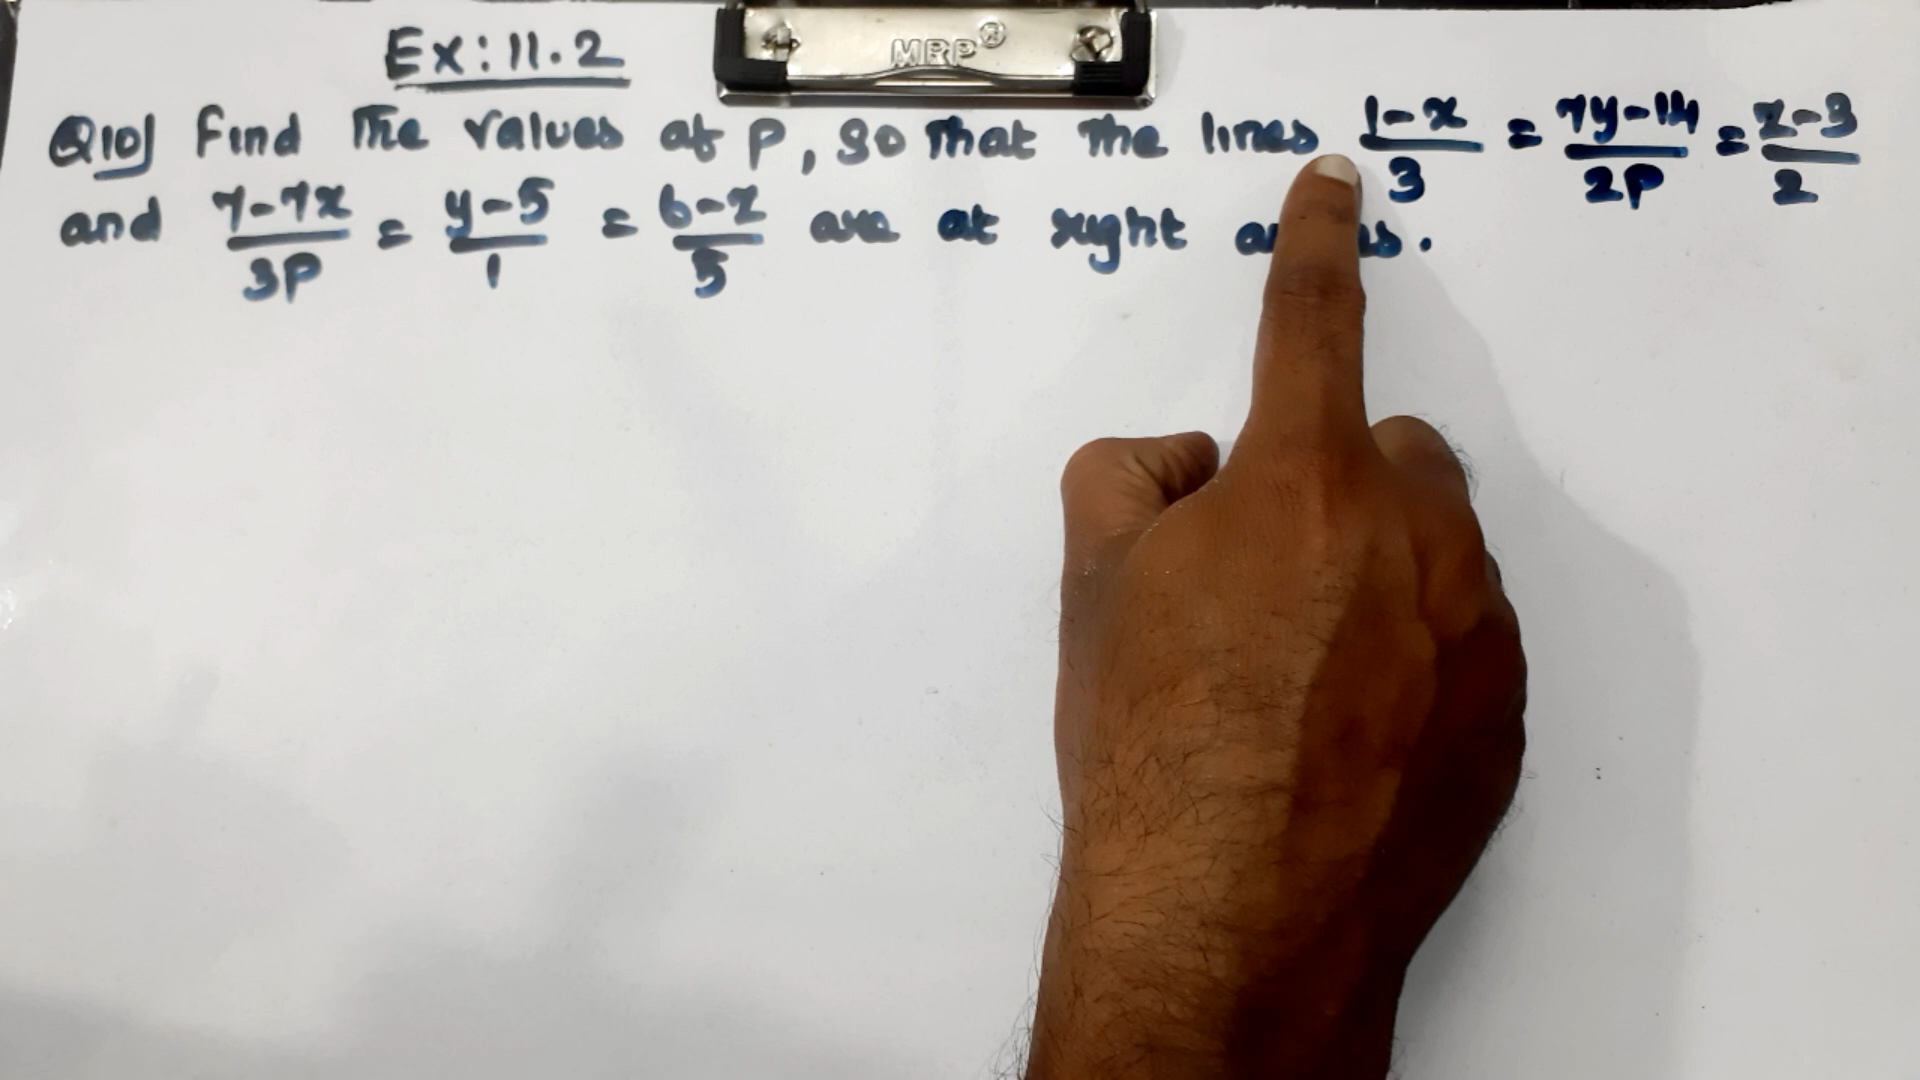 MRP®
Ex: 11.2
Q10] Find the values of P, so that the lines (1-x)/3 = (7y-14)/2P = (z-3)/2
and (7-7x)/3P = (y-5)/1 = (6-z)/5 are at right